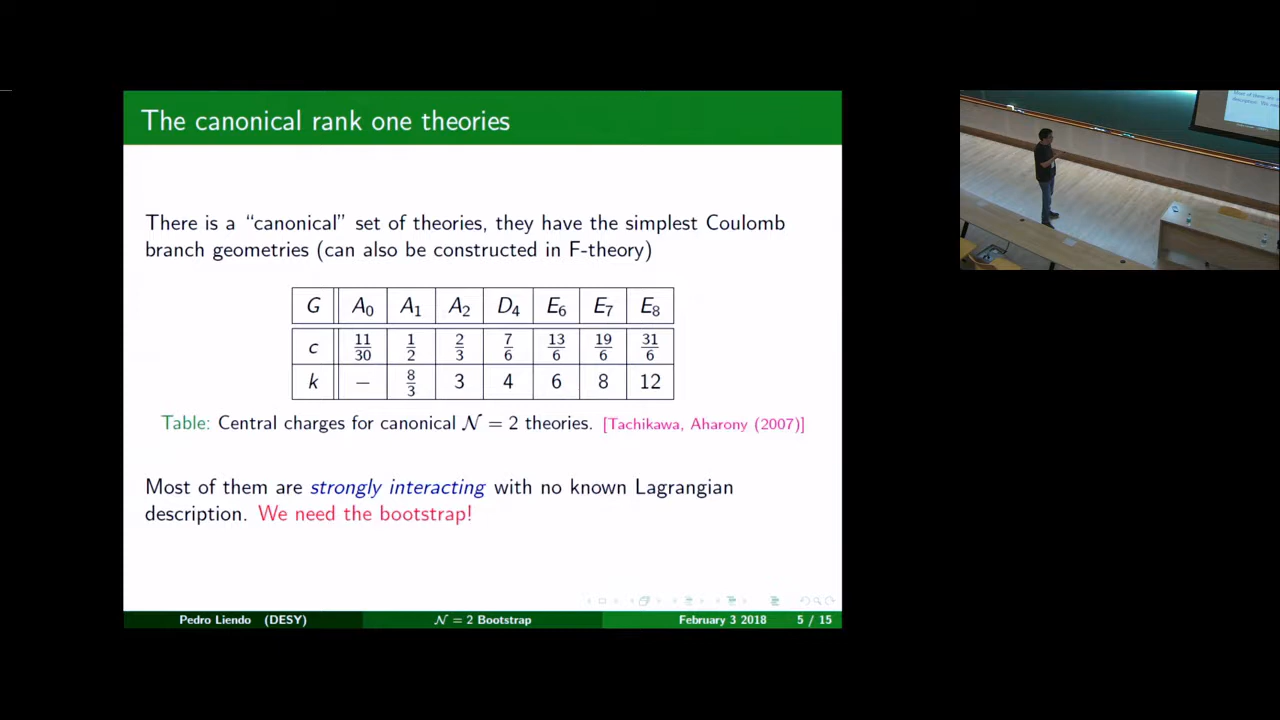 The canonical rank one theories
There is a “canonical” set of theories, they have the simplest Coulomb
branch geometries (can also be constructed in F-theory)
G A₀ A₁ A₂ D₄ E₆ E₇ E₈
c 11/30 1/2 2/3 7/6 13/6 19/6 31/6
k − 8/3 3 4 6 8 12
Table: Central charges for canonical 𝒩 = 2 theories. [Tachikawa, Aharony (2007)]
Most of them are strongly interacting with no known Lagrangian
description. We need the bootstrap!
Pedro Liendo (DESY) 𝒩 = 2 Bootstrap February 3 2018 5 / 15